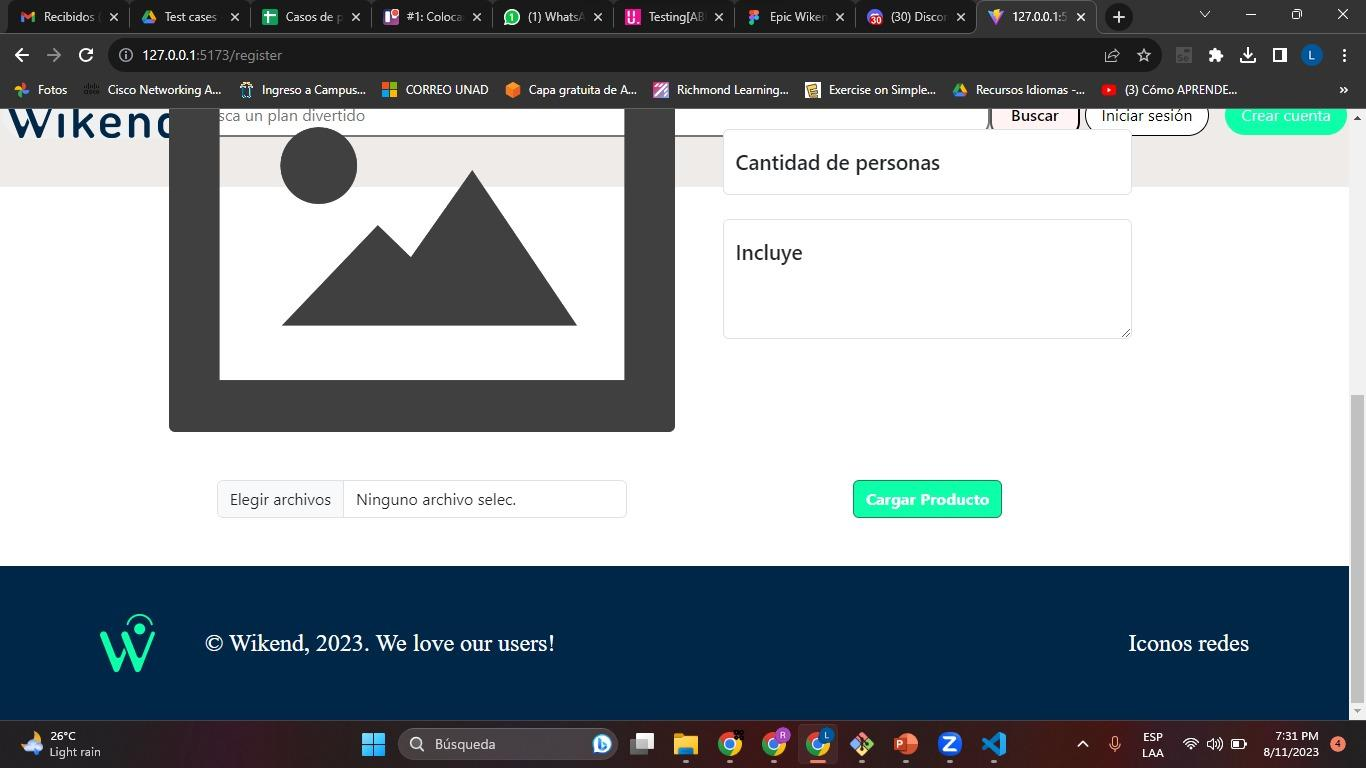 Recibidos (
Test cases
Casos de p
#1: Coloca
(1) WhatsA
Testing[AB
Epic Wiken
(30) Discor
127.0.0.1:5
127.0.0.1:5173/register
Fotos
Cisco Networking A...
Ingreso a Campus...
CORREO UNAD
Capa gratuita de A...
Richmond Learning...
Exercise on Simple...
Recursos Idiomas -...
(3) Cómo APRENDE...
»
Wikend
sca un plan divertido
Buscar
Iniciar sesión
Crear cuenta
Cantidad de personas
Incluye
Elegir archivos
Ninguno archivo selec.
Cargar Producto
© Wikend, 2023. We love our users!
Iconos redes
26°C
Light rain
Búsqueda
ESP
LAA
7:31 PM
8/11/2023
4